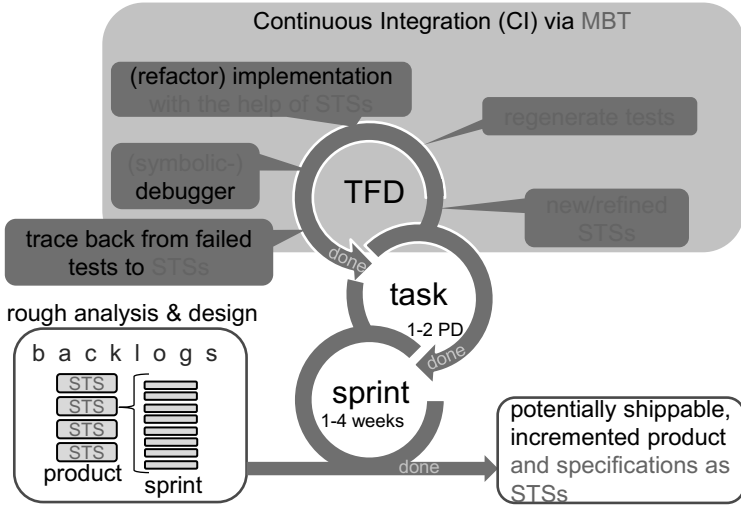 Continuous Integration (CI) via MBT
(refactor) implementation
with the help of STSs
regenerate tests
(symbolic-)
debugger
TFD
new/refined
STSs
trace back from failed
tests to STSs
done
task
1-2 PD
done
rough analysis & design
b a c k l o g s
STS
STS
STS
STS
product
sprint
sprint
1-4 weeks
done
potentially shippable,
incremented product
and specifications as
STSs